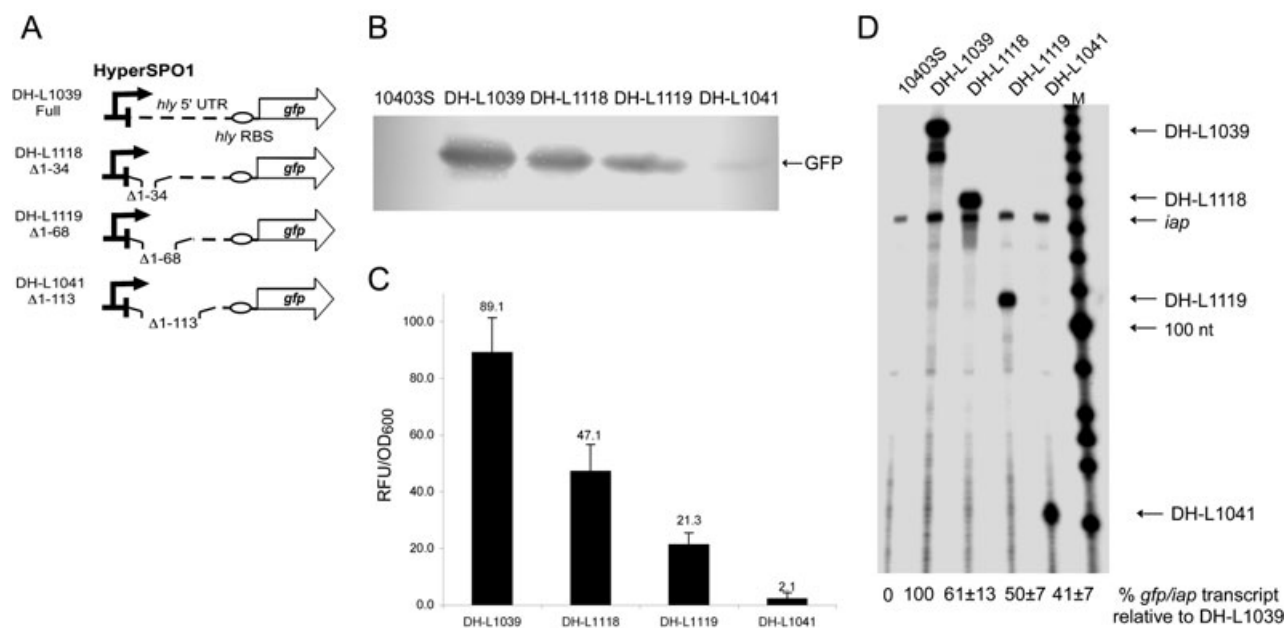 A
HyperSPO1
DH-L1039
Full
hly 5' UTR
gfp
hly RBS
DH-L1118
Δ1-34
Δ1-34
gfp
DH-L1119
Δ1-68
Δ1-68
gfp
DH-L1041
Δ1-113
Δ1-113
gfp
B
10403S DH-L1039 DH-L1118 DH-L1119 DH-L1041
GFP
C
RFU/OD600
100.0
80.0
60.0
40.0
20.0
0.0
89.1
47.1
21.3
2.1
DH-L1039 DH-L1118 DH-L1119 DH-L1041
D
10403S
DH-L1039
DH-L1118
DH-L1119
DH-L1041
M
DH-L1039
DH-L1118
iap
DH-L1119
100 nt
DH-L1041
0 100 61±13 50±7 41±7 % gfp/iap transcript
relative to DH-L1039